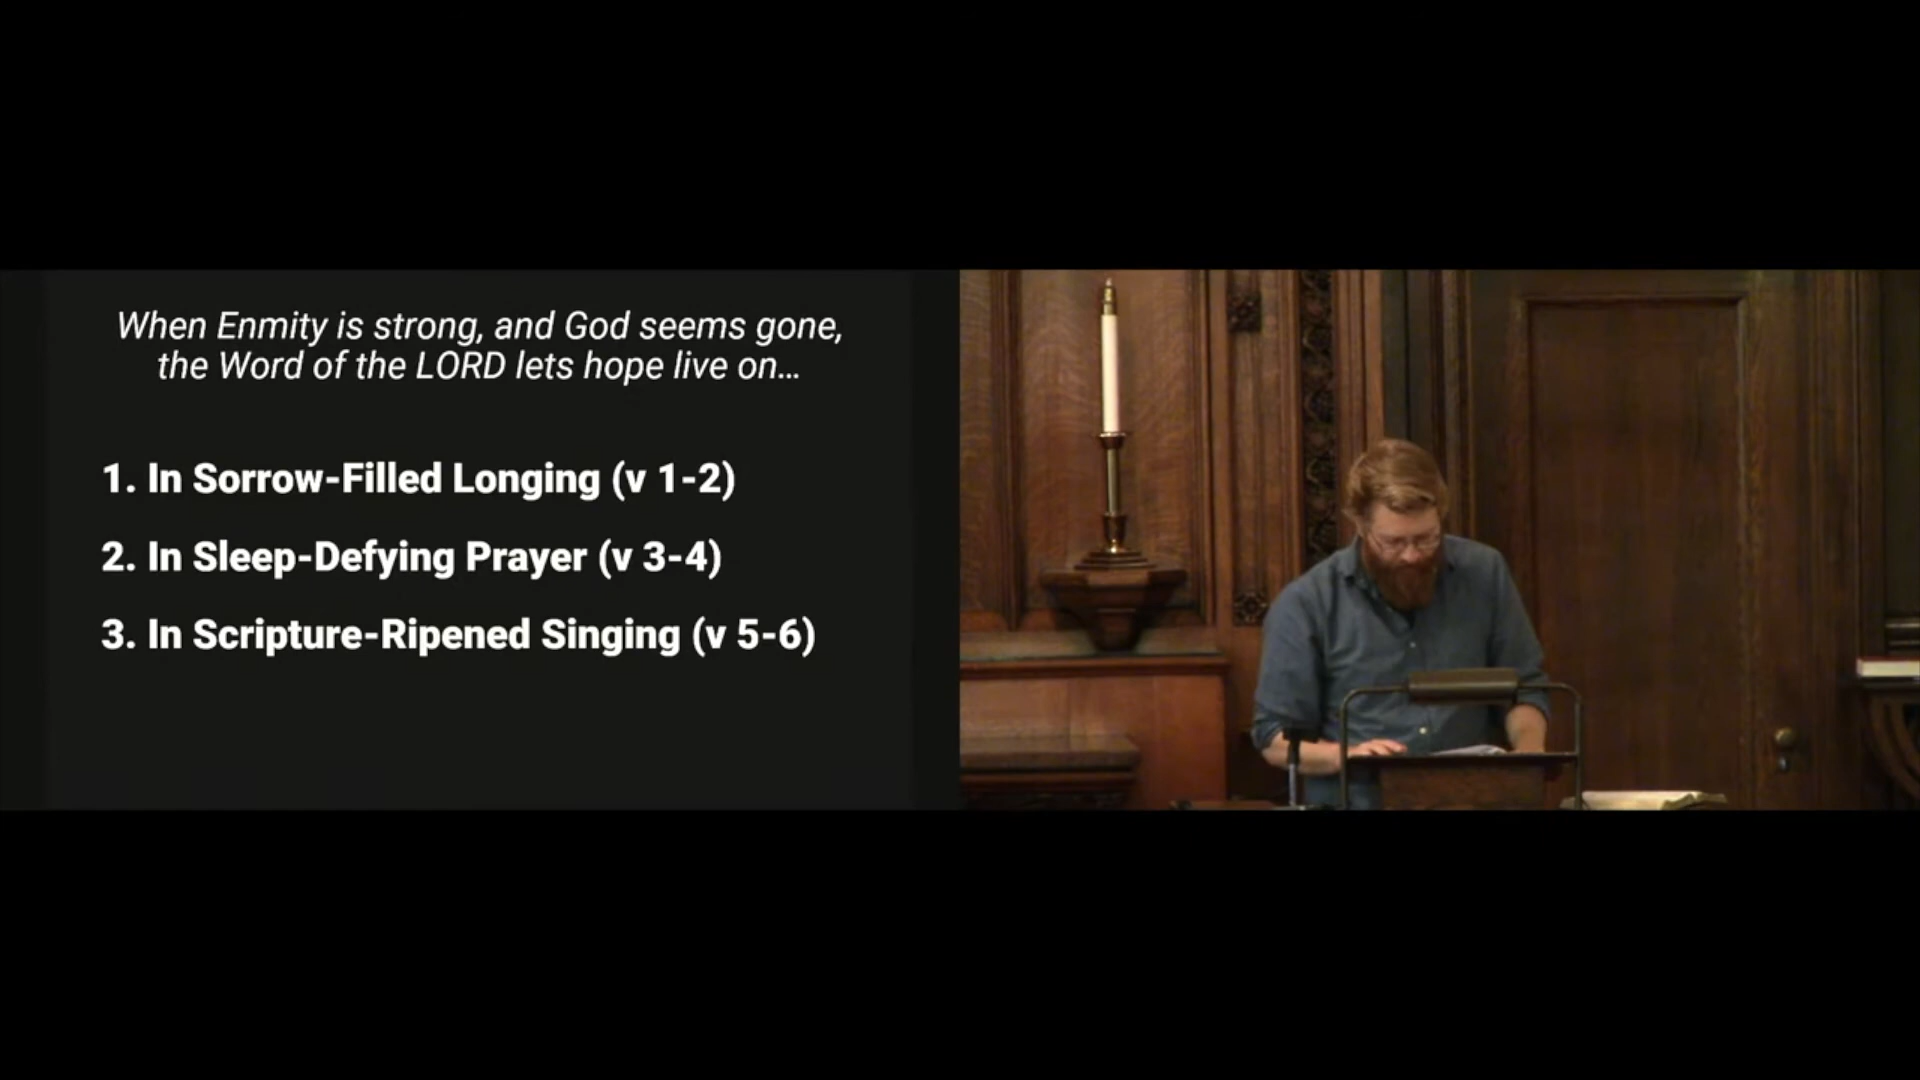 When Enmity is strong, and God seems gone,
the Word of the LORD lets hope live on...
1. In Sorrow-Filled Longing (v 1-2)
2. In Sleep-Defying Prayer (v 3-4)
3. In Scripture-Ripened Singing (v 5-6)